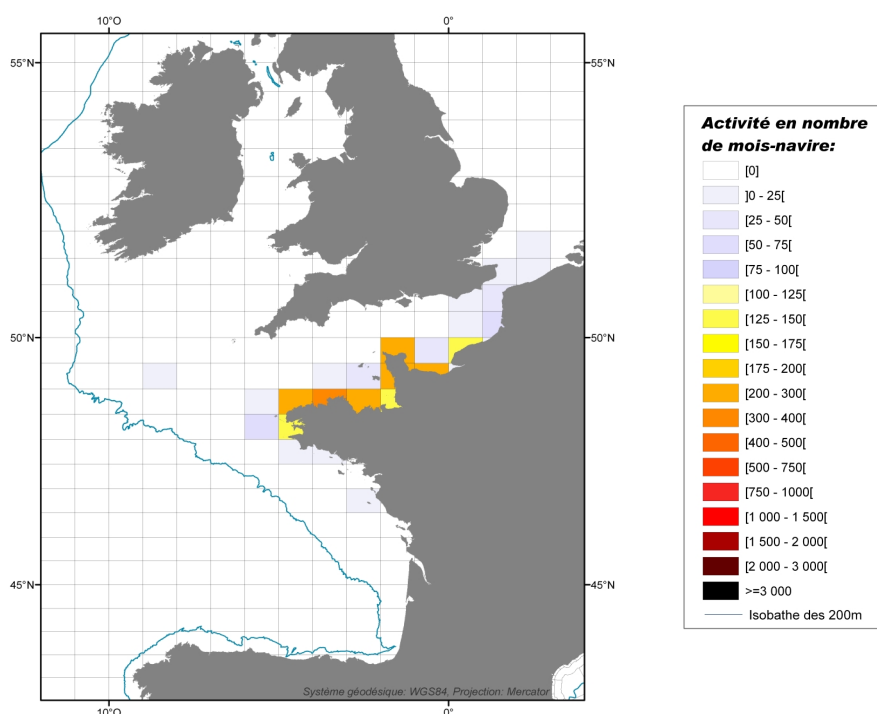 10°O 0°
55°N 55°N
50°N 50°N
45°N 45°N
Système géodésique: WGS84, Projection: Mercator
10°O 0°
Activité en nombre
de mois-navire:
[0]
]0 - 25[
[25 - 50[
[50 - 75[
[75 - 100[
[100 - 125[
[125 - 150[
[150 - 175[
[175 - 200[
[200 - 300[
[300 - 400[
[400 - 500[
[500 - 750[
[750 - 1000[
[1 000 - 1 500[
[1 500 - 2 000[
[2 000 - 3 000[
>=3 000
Isobathe des 200m